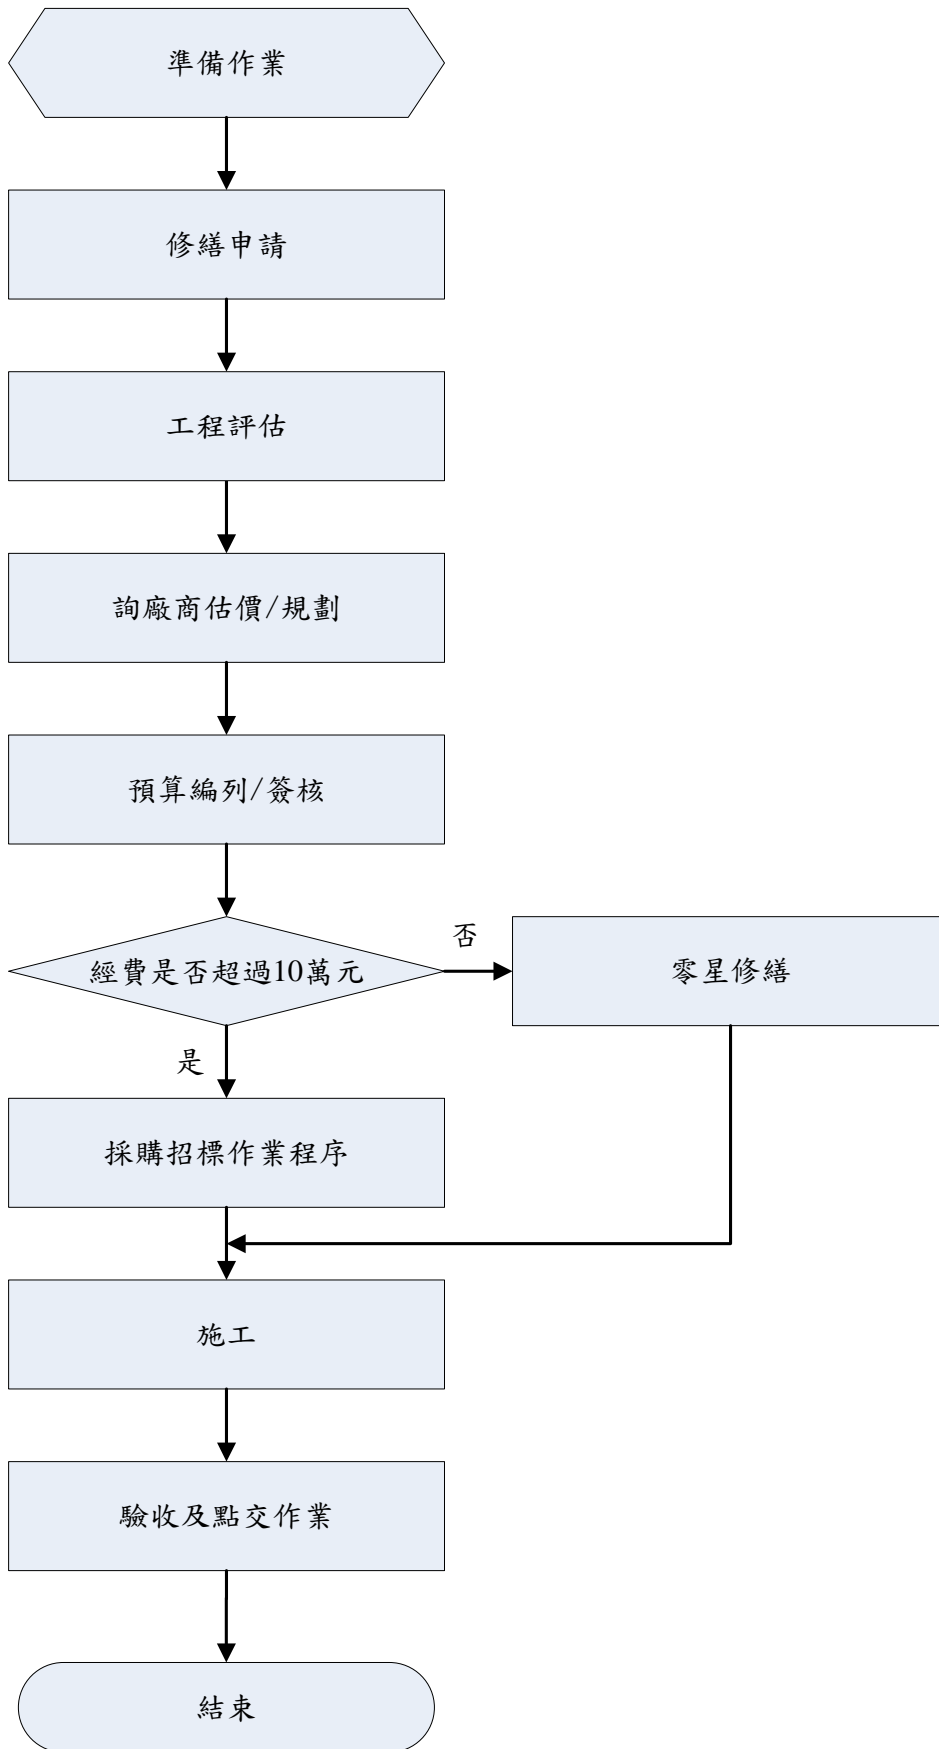 準備作業
修繕申請
工程評估
詢廠商估價/規劃
預算編列/簽核
經費是否超過10萬元
否
零星修繕
是
採購招標作業程序
施工
驗收及點交作業
結束